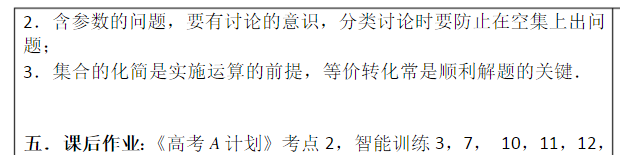 2．含参数的问题，要有讨论的意识，分类讨论时要防止在空集上出问
题；
3．集合的化简是实施运算的前提，等价转化常是顺利解题的关键．
五．课后作业：《高考 A 计划》考点 2，智能训练 3，7， 10，11，12，